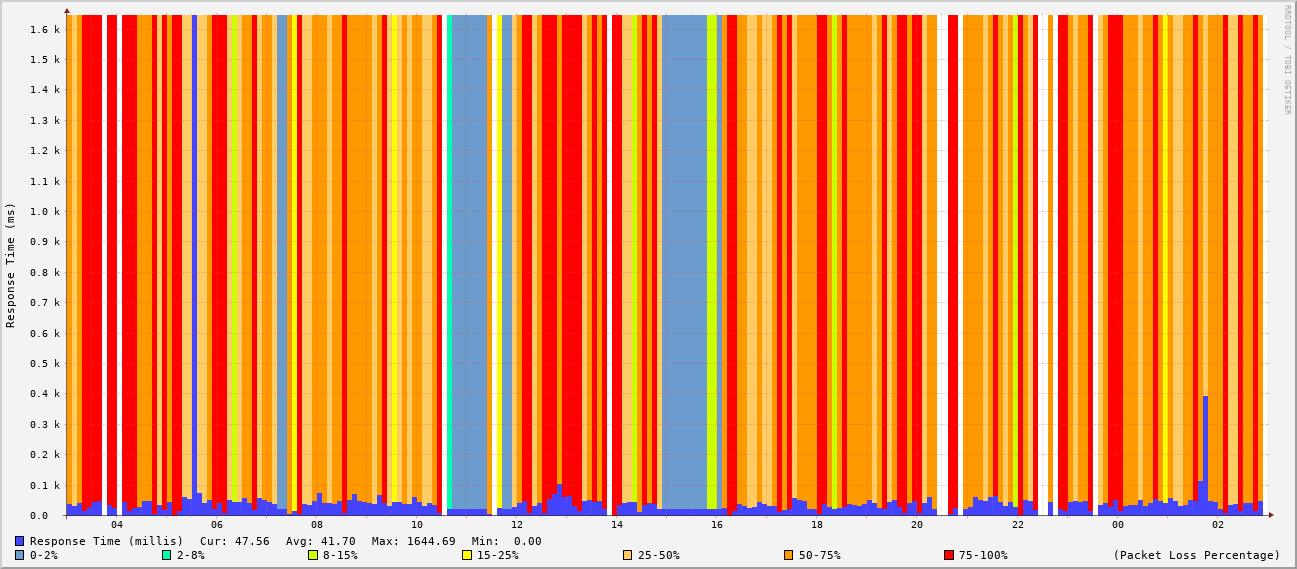 RRDTOOL / TOBI OETIKER
Response Time (ms)
1.6 k
1.5 k
1.4 k
1.3 k
1.2 k
1.1 k
1.0 k
0.9 k
0.8 k
0.7 k
0.6 k
0.5 k
0.4 k
0.3 k
0.2 k
0.1 k
0.0
04 06 08 10 12 14 16 18 20 22 00 02
Response Time (millis) Cur: 47.56 Avg: 41.70 Max: 1644.69 Min: 0.00
0-2% 2-8% 8-15% 15-25% 25-50% 50-75% 75-100% (Packet Loss Percentage)